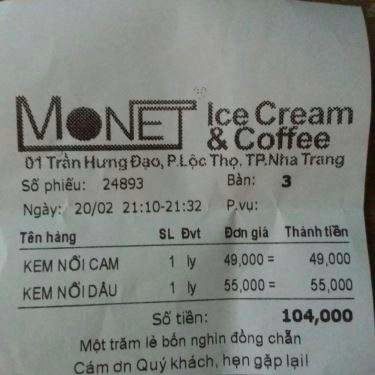 MONET Ice Cream
& Coffee
01 Trần Hưng Đạo, P.Lộc Thọ, TP.Nha Trang
Số phiếu: 24893 Bàn: 3
Ngày: 20/02 21:10-21:32 P.vu:
Tên hàng SL Đvt Đơn giá Thành tiền
KEM NỔI CAM 1 ly 49,000 = 49,000
KEM NỔI DÂU 1 ly 55,000 = 55,000
Số tiền: 104,000
Một trăm lẻ bốn nghìn đồng chẵn
Cám ơn Quý khách, hẹn gặp lại!